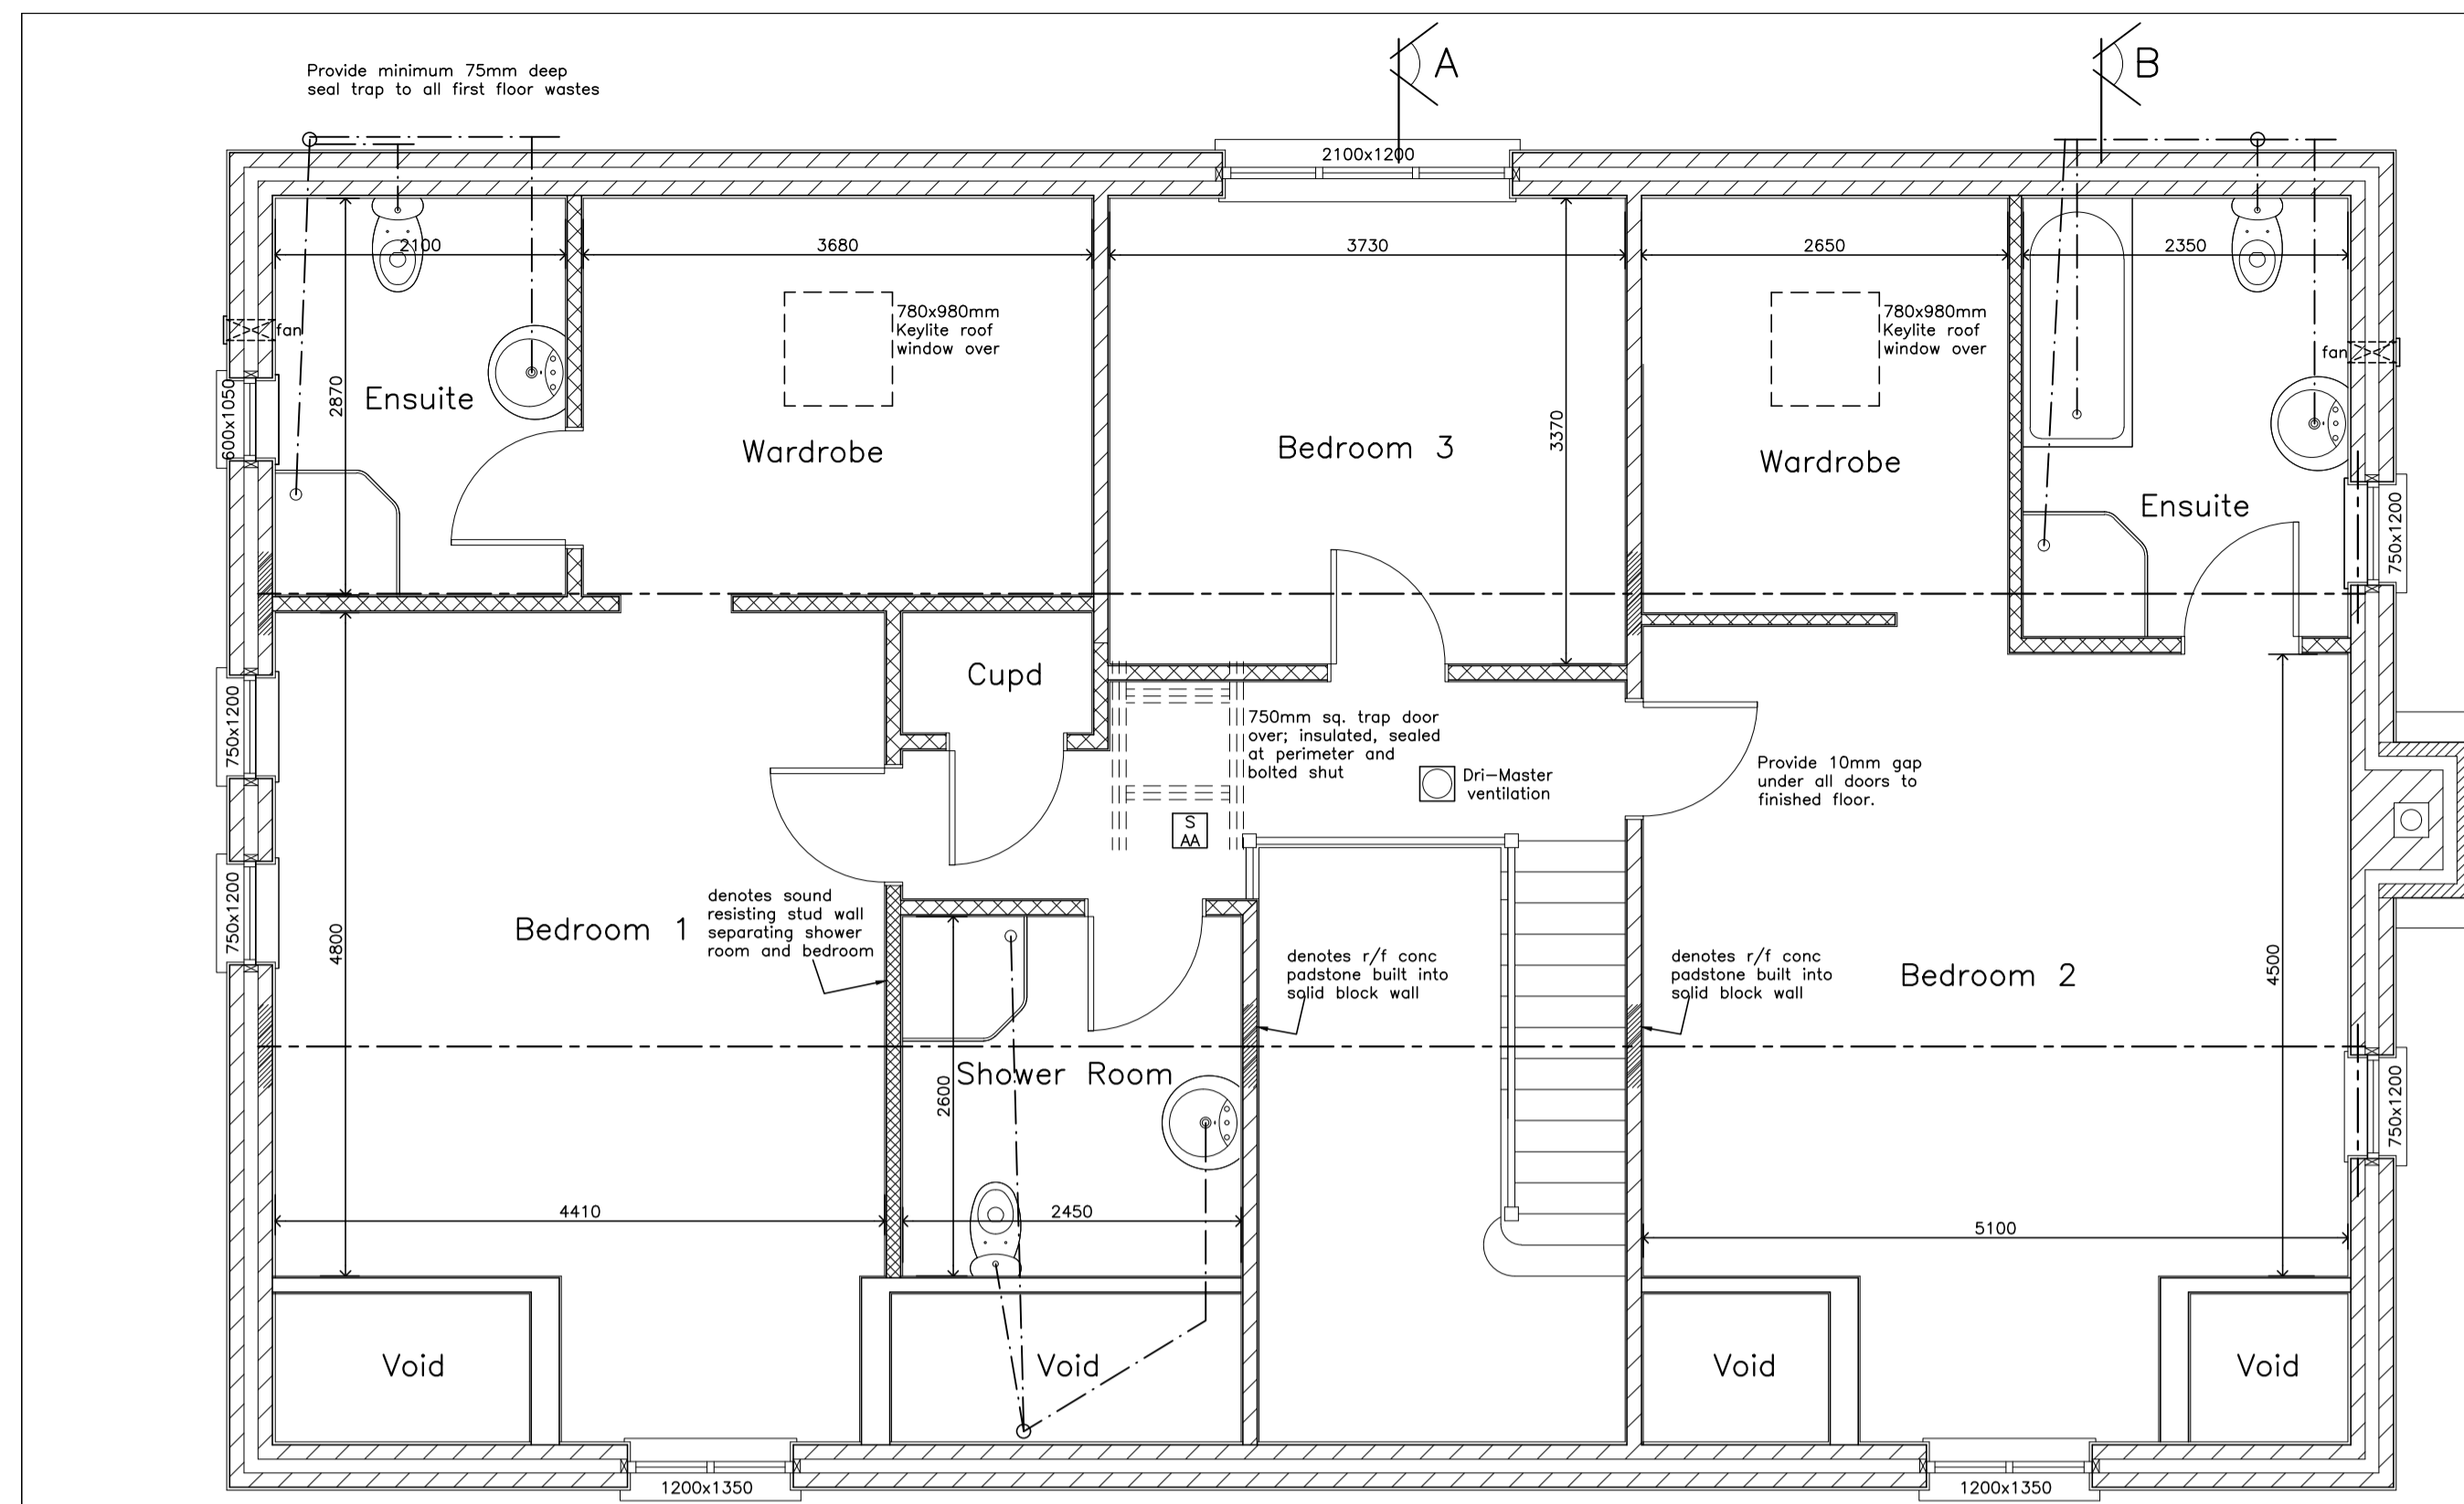 A
B
Provide minimum 75mm deep
seal trap to all first floor wastes
2100x1200
2100
3680
3730
2650
2350
780x980mm
Keylite roof
window over
780x980mm
Keylite roof
window over
fan
fan
600x1050
2870
Ensuite
Wardrobe
Bedroom 3
3370
Wardrobe
Ensuite
750x1200
Cupd
750x1200
750mm sq. trap door
over; insulated, sealed
at perimeter and
bolted shut
Dri-Master
ventilation
Provide 10mm gap
under all doors to
finished floor.
S
AA
750x1200
4800
Bedroom 1
denotes sound
resisting stud wall
separating shower
room and bedroom
denotes r/f conc
padstone built into
solid block wall
denotes r/f conc
padstone built into
solid block wall
Bedroom 2
4500
2600
Shower Room
750x1200
4410
2450
5100
Void
Void
Void
Void
1200x1350
1200x1350